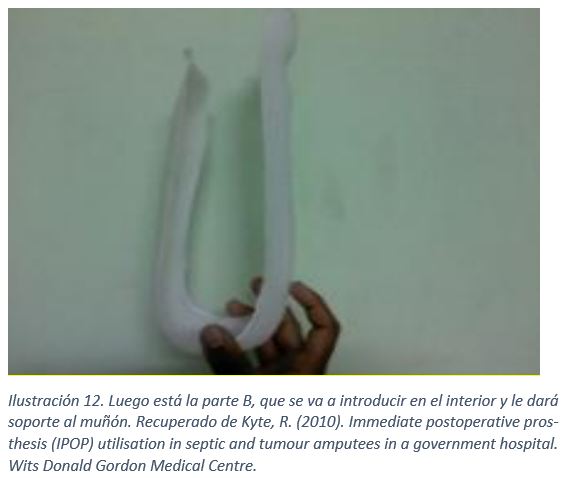 Ilustración 12. Luego está la parte B, que se va a introducir en el interior y le dará
soporte al muñón. Recuperado de Kyte, R. (2010). Immediate postoperative pros-
thesis (IPOP) utilisation in septic and tumour amputees in a government hospital.
Wits Donald Gordon Medical Centre.